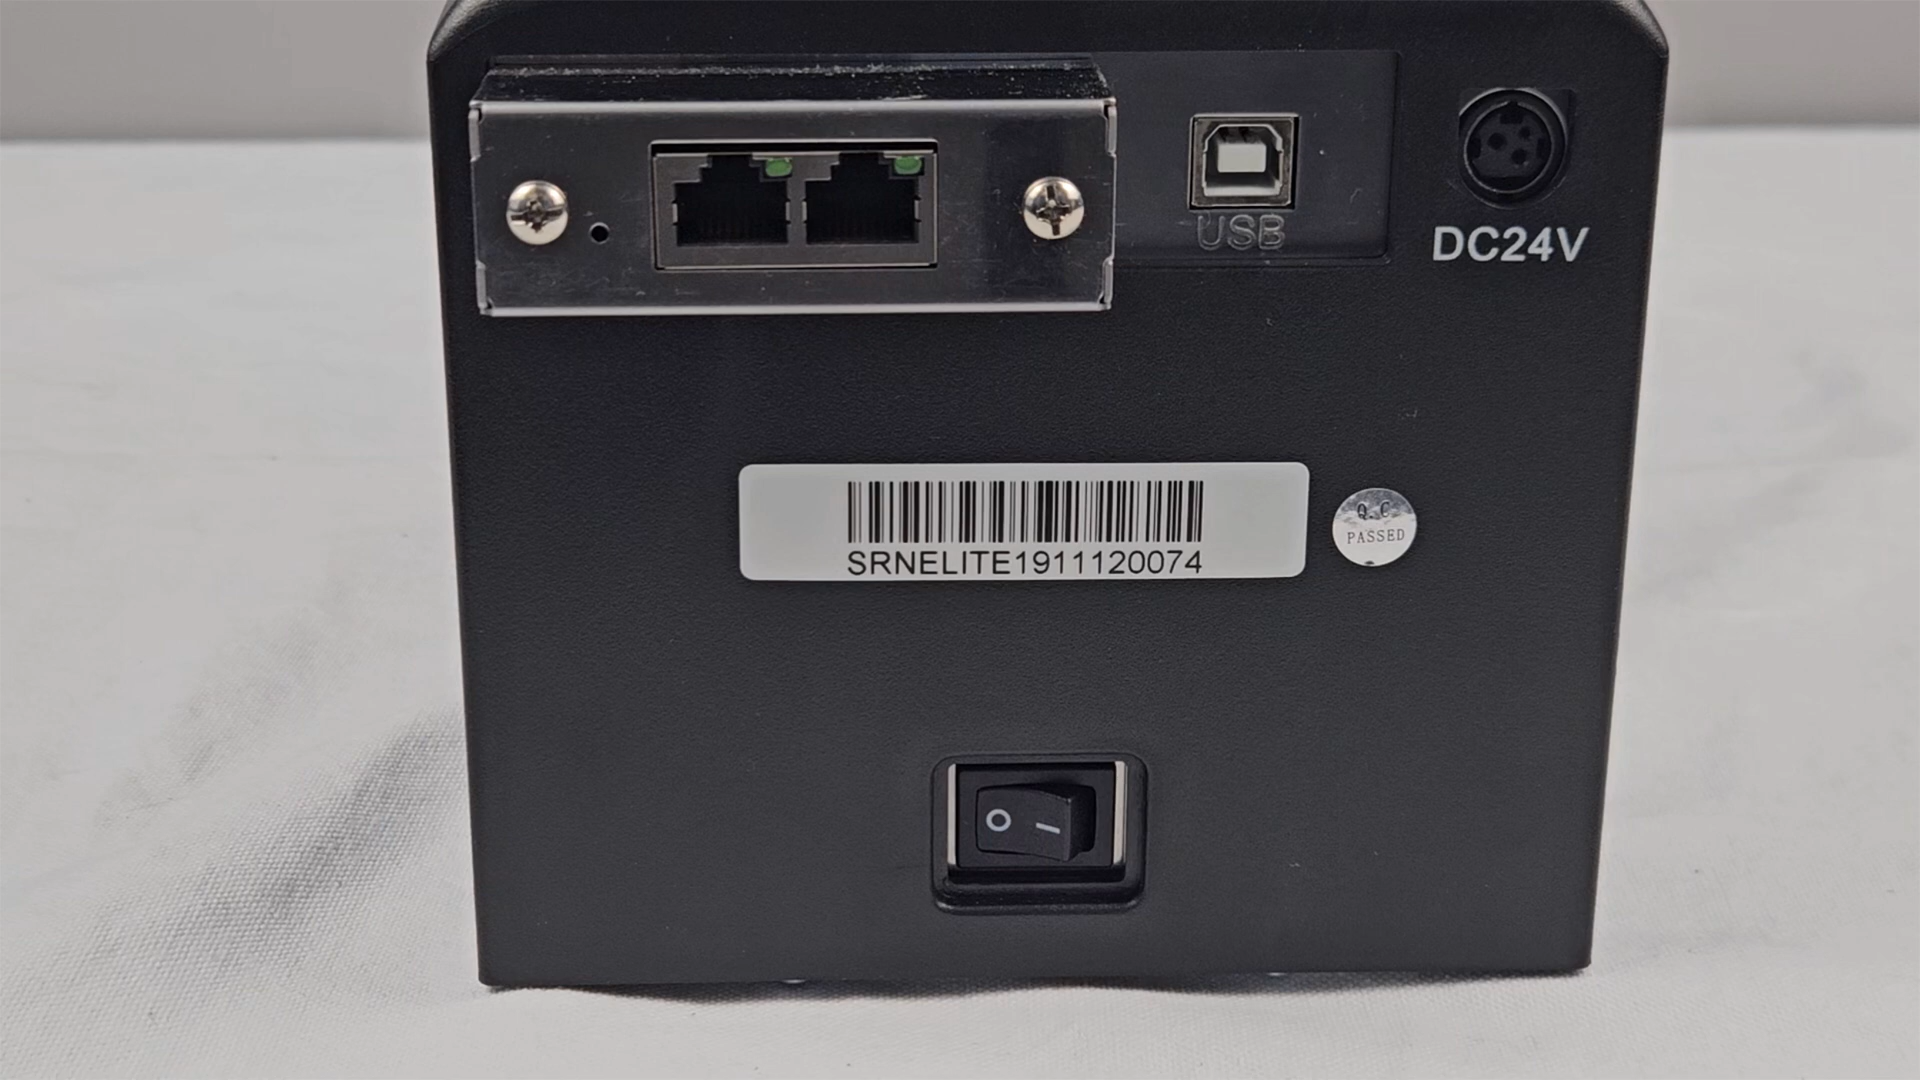 USB
DC24V
SRNELITE1911120074
Q.C
PASSED
O I